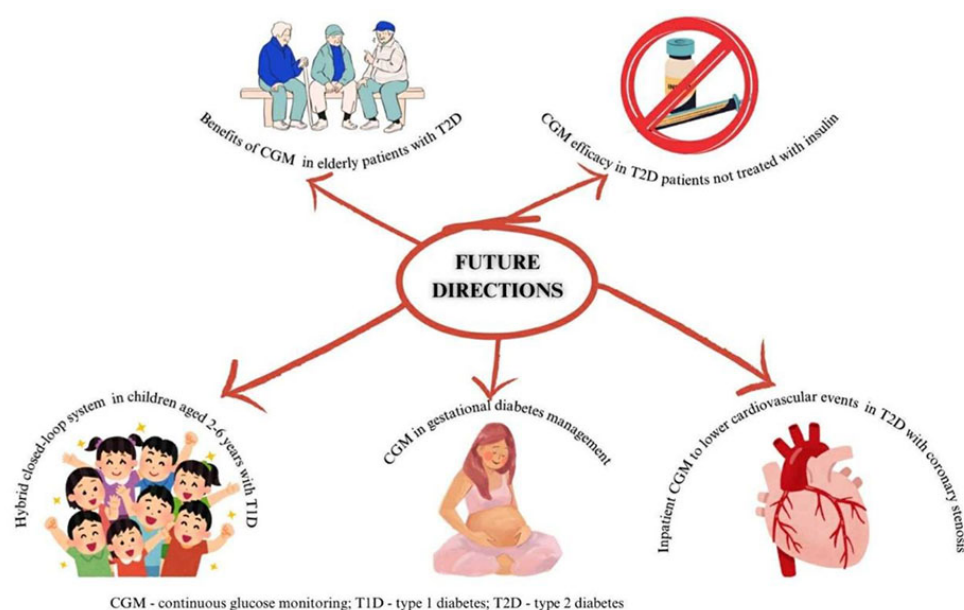 Benefits of CGM in elderly patients with T2D
CGM efficacy in T2D patients not treated with insulin
FUTURE
DIRECTIONS
Hybrid closed-loop system in children aged 2-6 years with T1D
CGM in gestational diabetes management
Inpatient CGM to lower cardiovascular events in T2D with coronary stenosis
CGM - continuous glucose monitoring; T1D - type 1 diabetes; T2D - type 2 diabetes